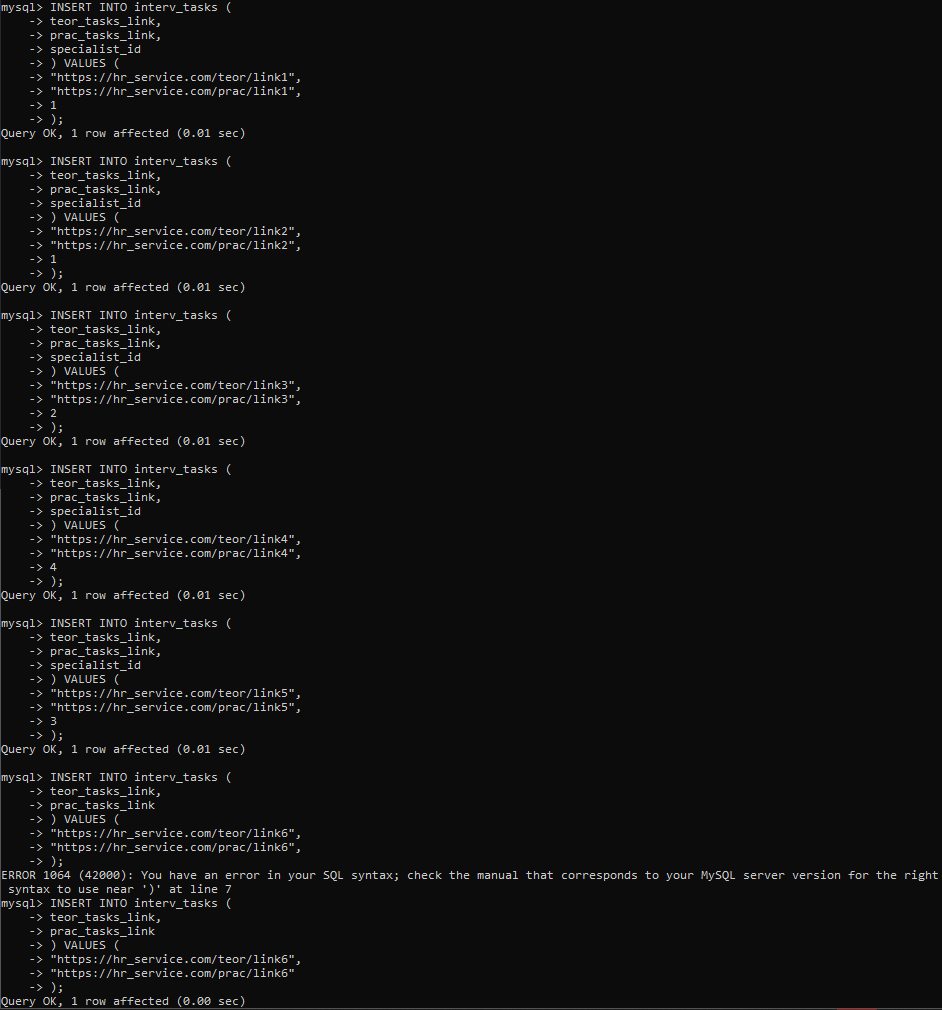 mysql> INSERT INTO interv_tasks (
    -> teor_tasks_link,
    -> prac_tasks_link,
    -> specialist_id
    -> ) VALUES (
    -> "https://hr_service.com/teor/link1",
    -> "https://hr_service.com/prac/link1",
    -> 1
    -> );
Query OK, 1 row affected (0.01 sec)

mysql> INSERT INTO interv_tasks (
    -> teor_tasks_link,
    -> prac_tasks_link,
    -> specialist_id
    -> ) VALUES (
    -> "https://hr_service.com/teor/link2",
    -> "https://hr_service.com/prac/link2",
    -> 1
    -> );
Query OK, 1 row affected (0.01 sec)

mysql> INSERT INTO interv_tasks (
    -> teor_tasks_link,
    -> prac_tasks_link,
    -> specialist_id
    -> ) VALUES (
    -> "https://hr_service.com/teor/link3",
    -> "https://hr_service.com/prac/link3",
    -> 2
    -> );
Query OK, 1 row affected (0.01 sec)

mysql> INSERT INTO interv_tasks (
    -> teor_tasks_link,
    -> prac_tasks_link,
    -> specialist_id
    -> ) VALUES (
    -> "https://hr_service.com/teor/link4",
    -> "https://hr_service.com/prac/link4",
    -> 4
    -> );
Query OK, 1 row affected (0.01 sec)

mysql> INSERT INTO interv_tasks (
    -> teor_tasks_link,
    -> prac_tasks_link,
    -> specialist_id
    -> ) VALUES (
    -> "https://hr_service.com/teor/link5",
    -> "https://hr_service.com/prac/link5",
    -> 3
    -> );
Query OK, 1 row affected (0.01 sec)

mysql> INSERT INTO interv_tasks (
    -> teor_tasks_link,
    -> prac_tasks_link
    -> ) VALUES (
    -> "https://hr_service.com/teor/link6",
    -> "https://hr_service.com/prac/link6",
    -> );
ERROR 1064 (42000): You have an error in your SQL syntax; check the manual that corresponds to your MySQL server version for the right
 syntax to use near ')' at line 7
mysql> INSERT INTO interv_tasks (
    -> teor_tasks_link,
    -> prac_tasks_link
    -> ) VALUES (
    -> "https://hr_service.com/teor/link6",
    -> "https://hr_service.com/prac/link6"
    -> );
Query OK, 1 row affected (0.00 sec)